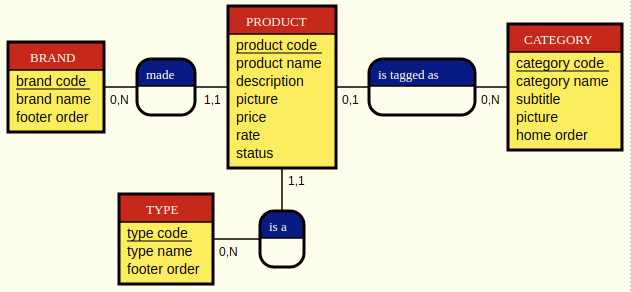 BRAND
brand code
brand name
footer order
0,N
made
1,1
PRODUCT
product code
product name
description
picture
price
rate
status
0,1
is tagged as
0,N
CATEGORY
category code
category name
subtitle
picture
home order
1,1
is a
0,N
TYPE
type code
type name
footer order